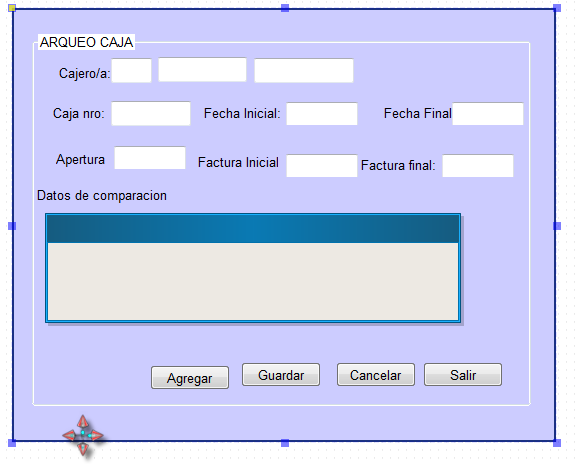 ARQUEO CAJA
Cajero/a:
Caja nro: Fecha Inicial: Fecha Final
Apertura Factura Inicial Factura final:
Datos de comparacion
Agregar Guardar Cancelar Salir